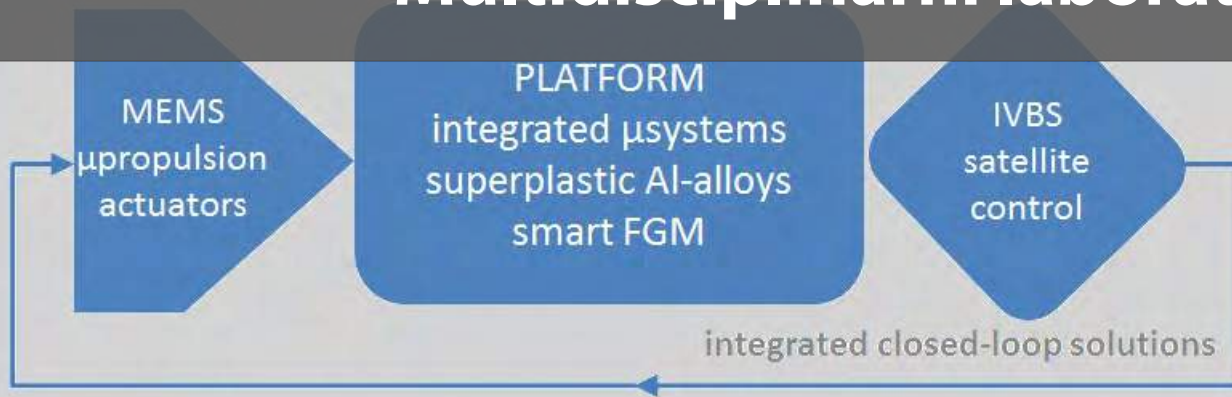 MEMS
μpropulsion
actuators
PLATFORM
integrated μsystems
superplastic Al-alloys
smart FGM
IVBS
satellite
control
integrated closed-loop solutions